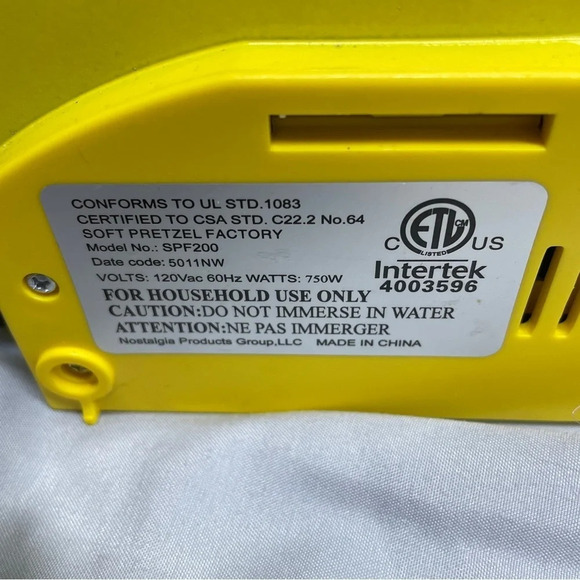 CONFORMS TO UL STD.1083
CERTIFIED TO CSA STD. C22.2 No.64
SOFT PRETZEL FACTORY
Model No.: SPF200
Date code: 5011NW
VOLTS: 120Vac 60Hz WATTS: 750W
FOR HOUSEHOLD USE ONLY
CAUTION:DO NOT IMMERSE IN WATER
ATTENTION:NE PAS IMMERGER
Nostalgia Products Group,LLC MADE IN CHINA
ETL CM
LISTED
C US
Intertek
4003596